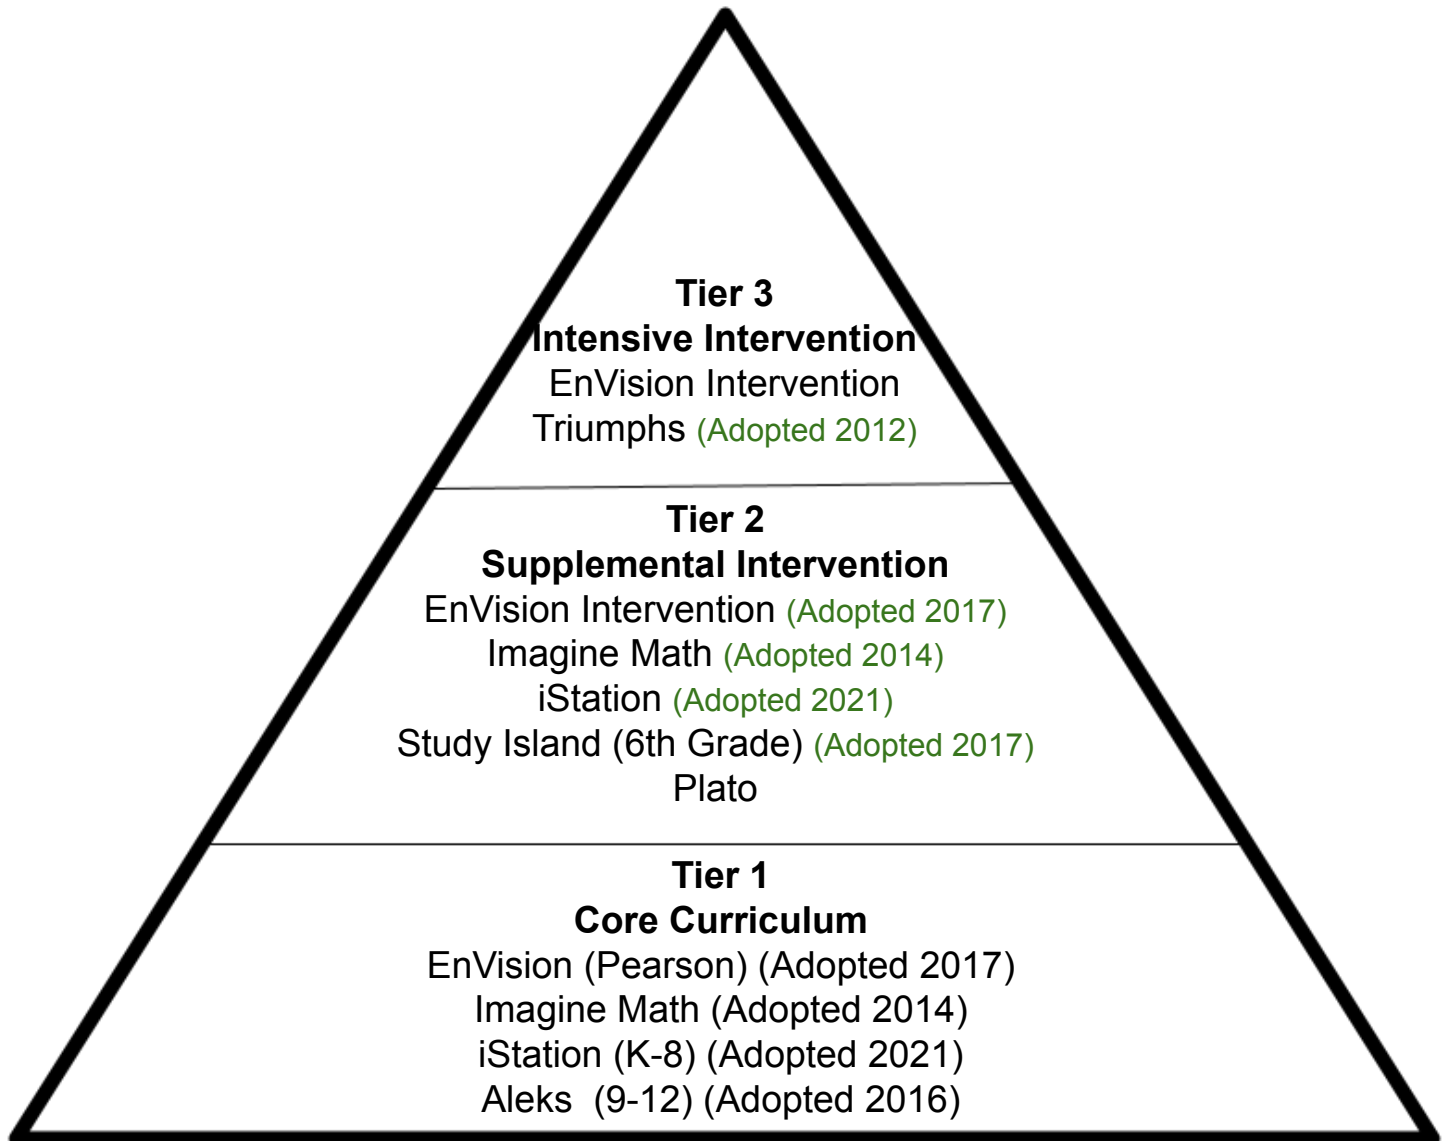 Tier 3
Intensive Intervention
EnVision Intervention
Triumphs (Adopted 2012)
Tier 2
Supplemental Intervention
EnVision Intervention (Adopted 2017)
Imagine Math (Adopted 2014)
iStation (Adopted 2021)
Study Island (6th Grade) (Adopted 2017)
Plato
Tier 1
Core Curriculum
EnVision (Pearson) (Adopted 2017)
Imagine Math (Adopted 2014)
iStation (K-8) (Adopted 2021)
Aleks  (9-12) (Adopted 2016)